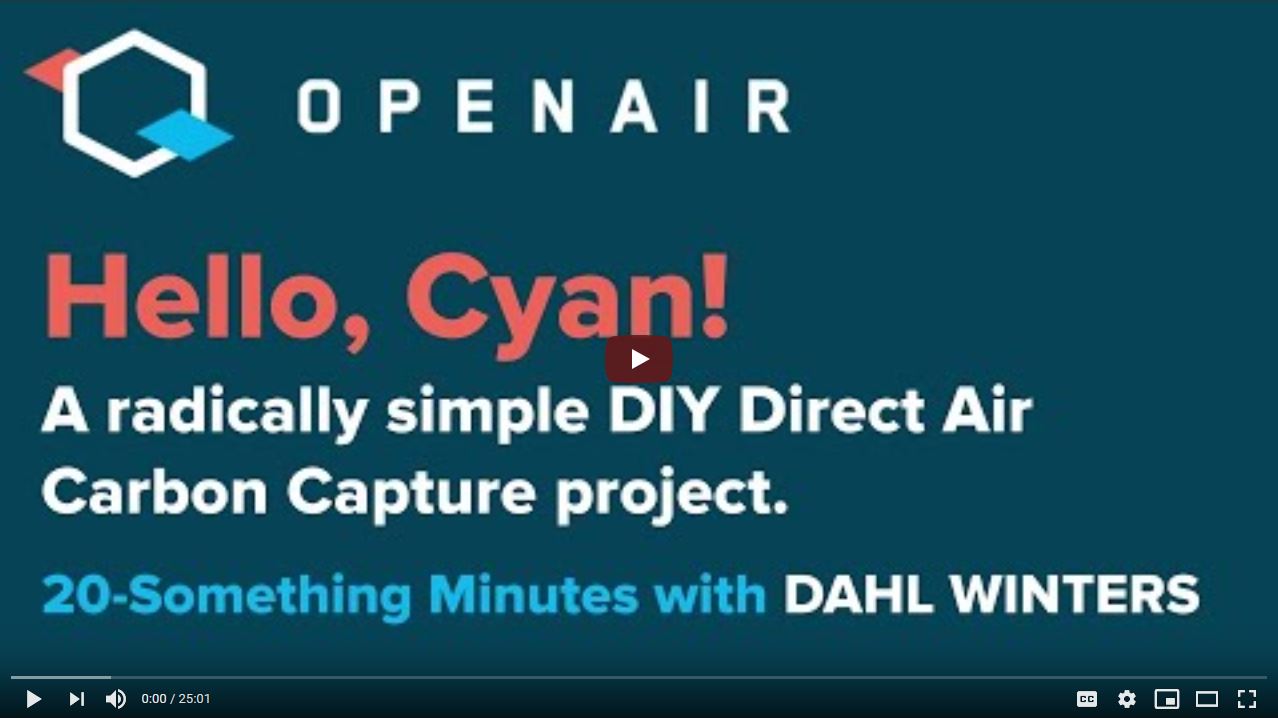 OPENAIR
Hello, Cyan!
A radically simple DIY Direct Air
Carbon Capture project.
20-Something Minutes with DAHL WINTERS
0:00 / 25:01
CC